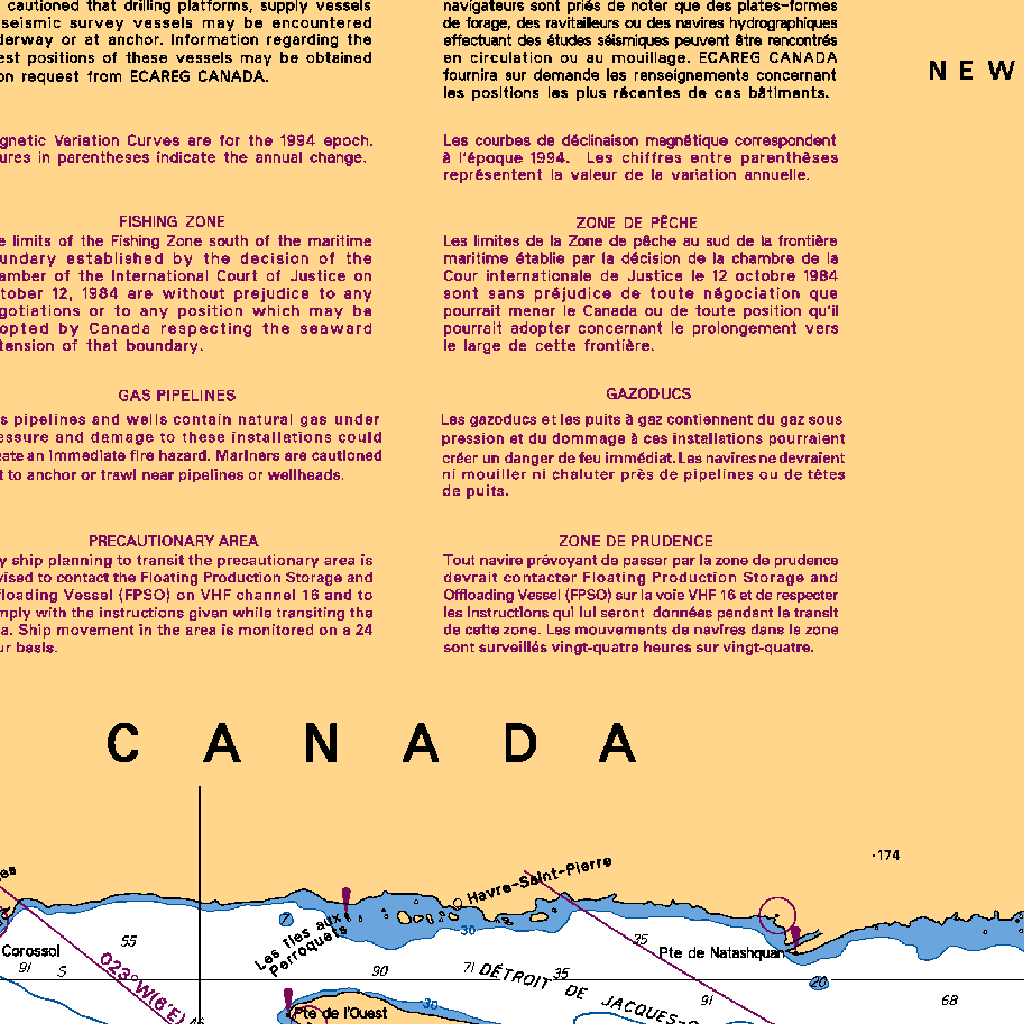 cautioned that drilling platforms, supply vessels
seismic survey vessels may be encountered
derway or at anchor. Information regarding the
est positions of these vessels may be obtained
on request from ECAREG CANADA.
gnetic Variation Curves are for the 1994 epoch.
ures in parentheses indicate the annual change.
FISHING ZONE
e limits of the Fishing Zone south of the maritime
undary established by the decision of the
amber of the International Court of Justice on
tober 12, 1984 are without prejudice to any
gotiations or to any position which may be
opted by Canada respecting the seaward
tension of that boundary.
GAS PIPELINES
s pipelines and wells contain natural gas under
essure and damage to these installations could
eate an immediate fire hazard. Mariners are cautioned
t to anchor or trawl near pipelines or wellheads.
PRECAUTIONARY AREA
y ship planning to transit the precautionary area is
vised to contact the Floating Production Storage and
floading Vessel (FPSO) on VHF channel 16 and to
mply with the instructions given while transiting the
a. Ship movement in the area is monitored on a 24
ur basis.
navigateurs sont priés de noter que des plates-formes
de forage, des ravitailleurs ou des navires hydrographiques
effectuant des études séismiques peuvent être rencontrés
en circulation ou au mouillage. ECAREG CANADA
fournira sur demande les renseignements concernant
les positions les plus récentes de ces bâtiments.
Les courbes de déclinaison magnétique correspondent
à l'époque 1994. Les chiffres entre parenthèses
représentent la valeur de la variation annuelle.
ZONE DE PÊCHE
Les limites de la Zone de pêche au sud de la frontière
maritime établie par la décision de la chambre de la
Cour internationale de Justice le 12 octobre 1984
sont sans préjudice de toute négociation que
pourrait mener le Canada ou de toute position qu'il
pourrait adopter concernant le prolongement vers
le large de cette frontière.
GAZODUCS
Les gazoducs et les puits à gaz contiennent du gaz sous
pression et du dommage à ces installations pourraient
créer un danger de feu immédiat. Les navires ne devraient
ni mouiller ni chaluter près de pipelines ou de têtes
de puits.
ZONE DE PRUDENCE
Tout navire prévoyant de passer par la zone de prudence
devrait contacter Floating Production Storage and
Offloading Vessel (FPSO) sur la voie VHF 16 et de respecter
les instructions qui lui seront données pendant le transit
de cette zone. Les mouvements de navires dans le zone
sont surveillés vingt-quatre heures sur vingt-quatre.
NEW
CANADA
174
Havre-Saint-Pierre
Les Iles aux
Perroquets
7
30
55
75
Corossol
91 S
023°W(6'E)
90
71
DÉTROIT DE JACQUES-
35
Pte de Natashquan
20
91
68
Pte de l'Ouest
30